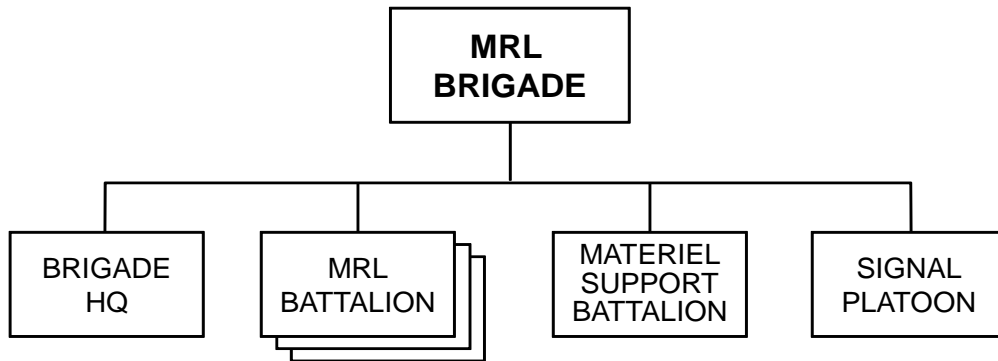 MRL
BRIGADE
BRIGADE
HQ
MRL
BATTALION
MATERIEL
SUPPORT
BATTALION
SIGNAL
PLATOON